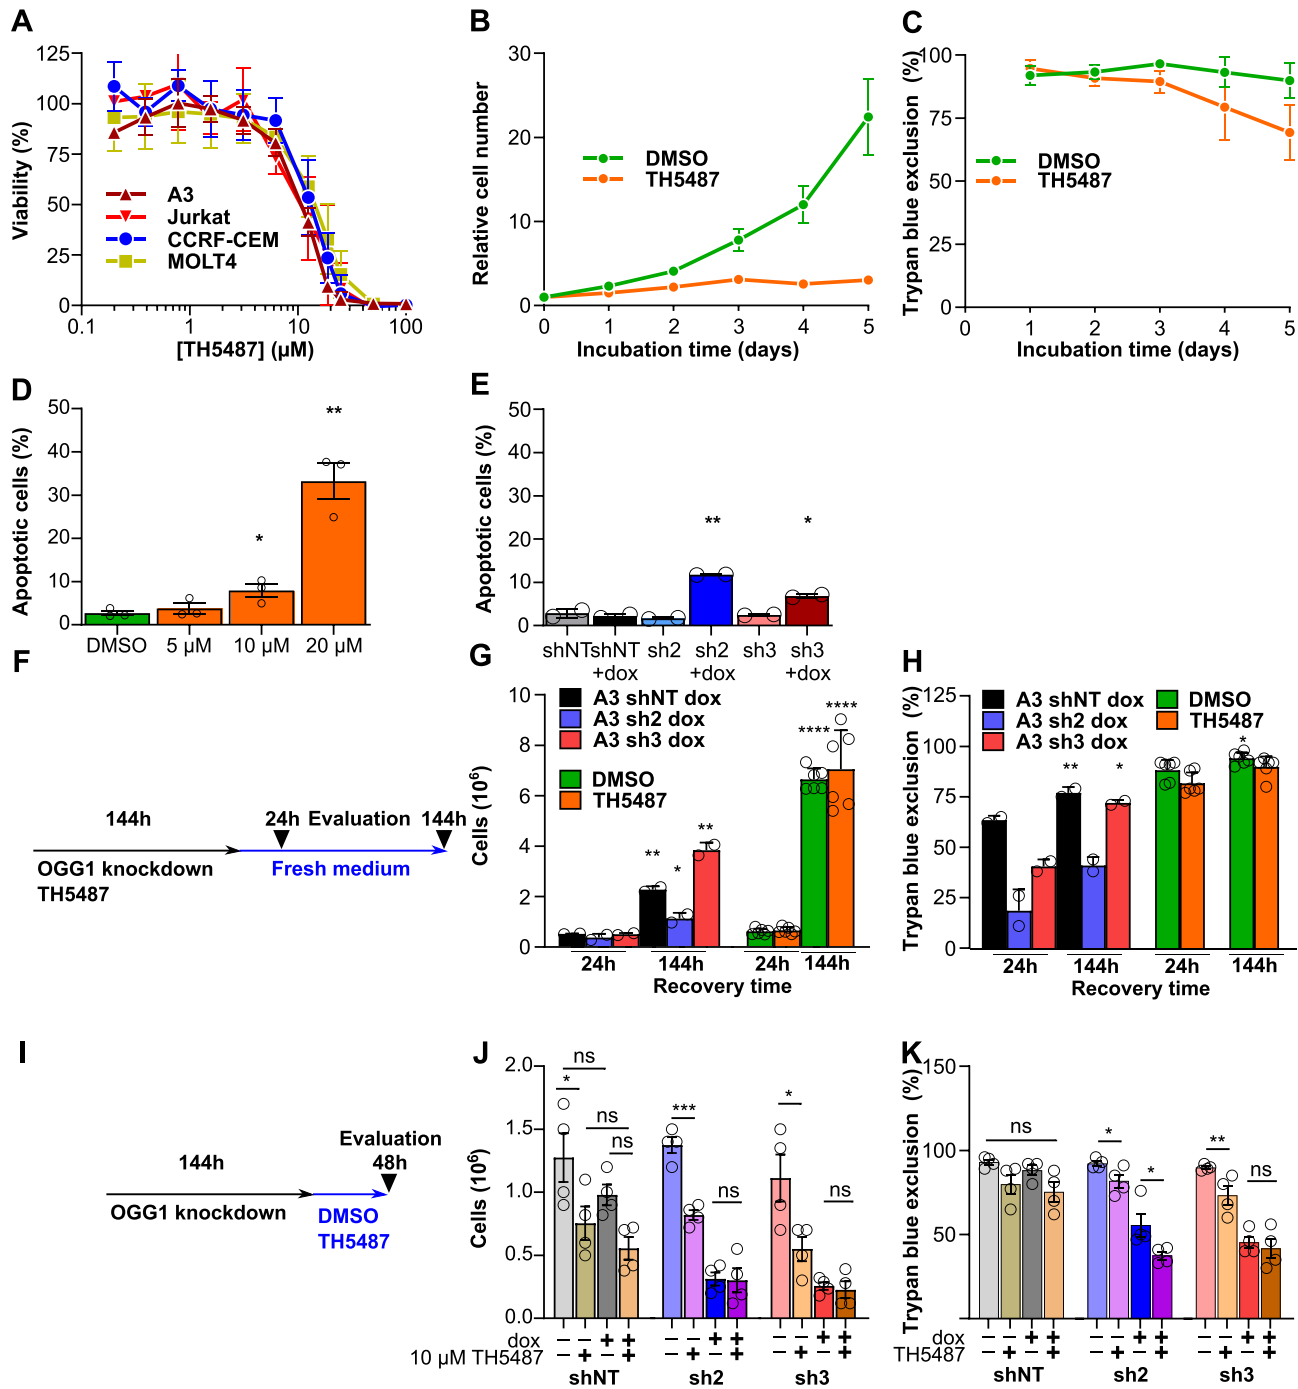 A
Viability (%)
125
100
75
50
25
0
A3
Jurkat
CCRF-CEM
MOLT4
0.1
1
10
100
[TH5487] (µM)
B
Relative cell number
30
20
10
0
DMSO
TH5487
0
1
2
3
4
5
Incubation time (days)
C
Trypan blue exclusion (%)
100
75
50
25
0
DMSO
TH5487
0
1
2
3
4
5
Incubation time (days)
D
Apoptotic cells (%)
50
40
30
20
10
0
*
**
DMSO
5 µM
10 µM
20 µM
E
Apoptotic cells (%)
50
40
30
20
10
0
**
*
shNT
shNT +dox
sh2
sh2 +dox
sh3
sh3 +dox
F
144h
24h
Evaluation
144h
OGG1 knockdown
TH5487
Fresh medium
G
Cells (10⁶)
10
8
6
4
2
0
A3 shNT dox
A3 sh2 dox
A3 sh3 dox
DMSO
TH5487
**
*
**
****
****
24h
144h
24h
144h
Recovery time
H
Trypan blue exclusion (%)
125
100
75
50
25
0
A3 shNT dox
A3 sh2 dox
A3 sh3 dox
DMSO
TH5487
**
*
*
24h
144h
24h
144h
Recovery time
I
Evaluation
144h
48h
OGG1 knockdown
DMSO
TH5487
J
Cells (10⁶)
2.0
1.5
1.0
0.5
0.0
ns
*
ns
ns
***
ns
*
ns
dox − − + + − − + + − − + +
10 µM TH5487 − + − + − + − + − + − +
shNT
sh2
sh3
K
Trypan blue exclusion (%)
150
100
50
ns
*
*
**
ns
dox − − + + − − + + − − + +
TH5487 − + − + − + − + − + − +
shNT
sh2
sh3